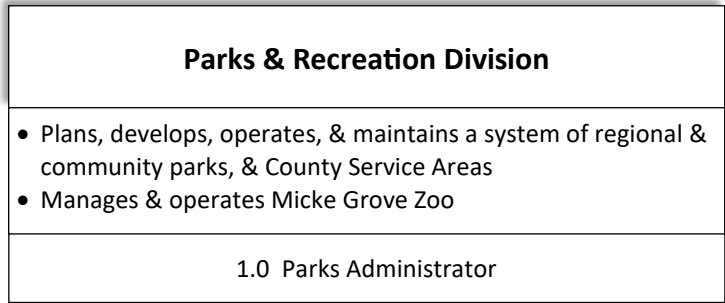 Parks & Recreation Division
• Plans, develops, operates, & maintains a system of regional &
community parks, & County Service Areas
• Manages & operates Micke Grove Zoo
1.0 Parks Administrator